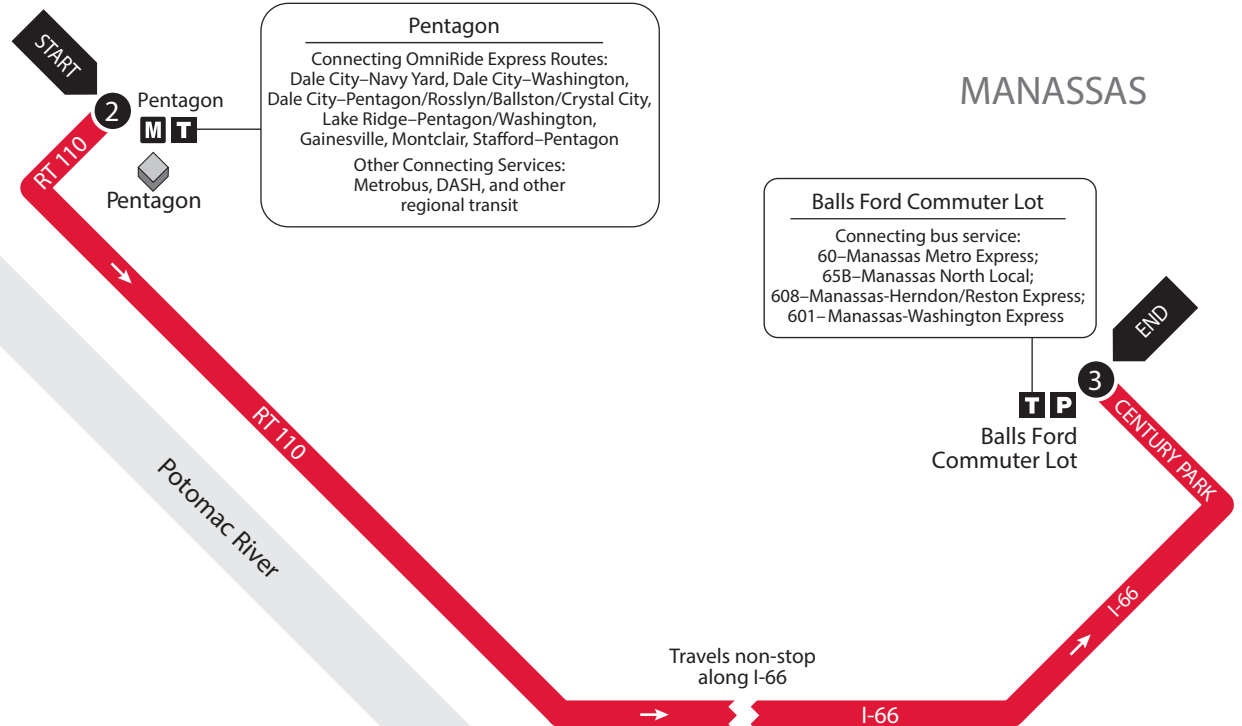 START
2
Pentagon
M T
Pentagon
RT 110
Pentagon
Connecting OmniRide Express Routes:
Dale City–Navy Yard, Dale City–Washington,
Dale City–Pentagon/Rosslyn/Ballston/Crystal City,
Lake Ridge–Pentagon/Washington,
Gainesville, Montclair, Stafford–Pentagon
Other Connecting Services:
Metrobus, DASH, and other
regional transit
MANASSAS
Balls Ford Commuter Lot
Connecting bus service:
60–Manassas Metro Express;
65B–Manassas North Local;
608–Manassas-Herndon/Reston Express;
601–Manassas-Washington Express
END
3
T P
Balls Ford
Commuter Lot
CENTURY PARK
RT 110
Potomac River
I-66
Travels non-stop
along I-66
I-66